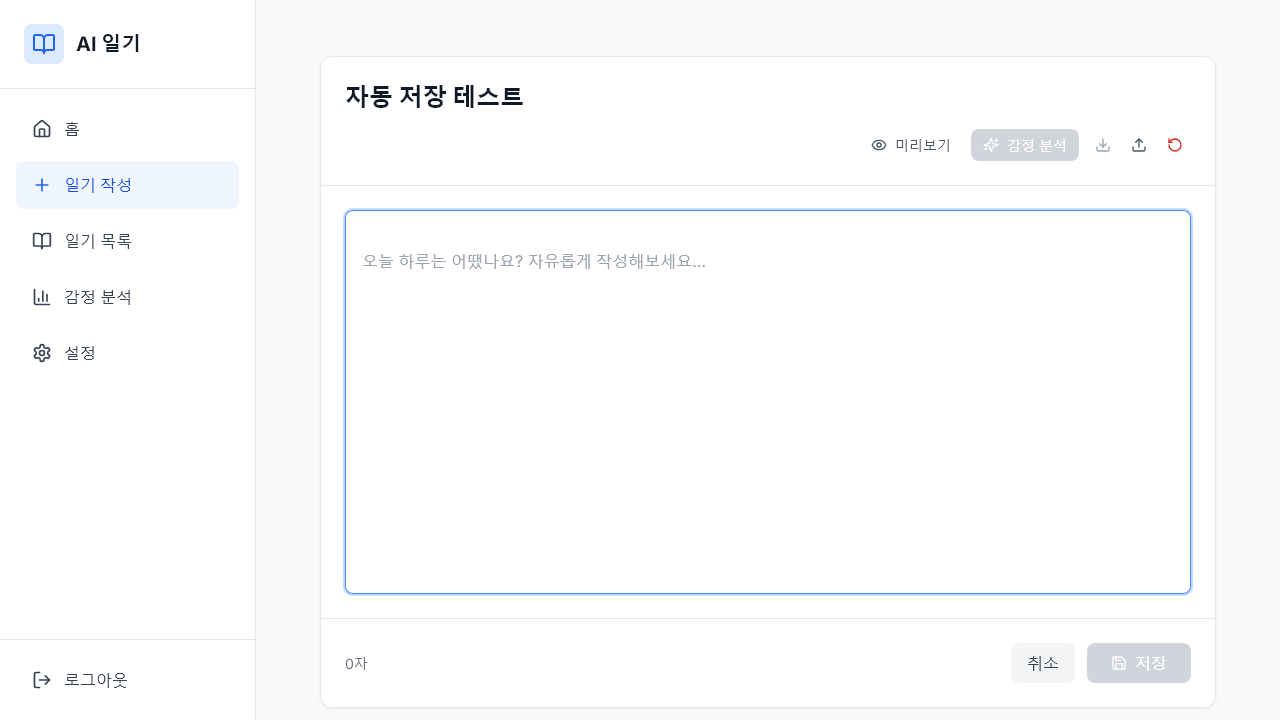 AI 일기
홈
일기 작성
일기 목록
감정 분석
설정
로그아웃
자동 저장 테스트
미리보기
감정 분석
오늘 하루는 어땠나요? 자유롭게 작성해보세요...
0자
취소
저장